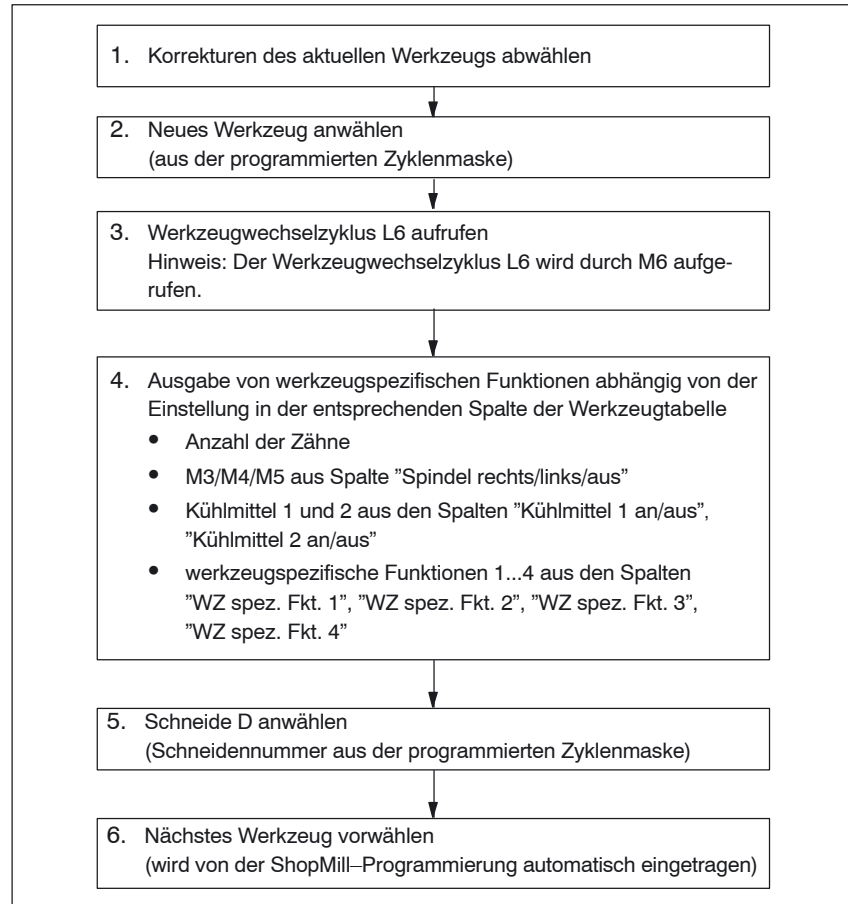 1. Korrekturen des aktuellen Werkzeugs abwählen
2. Neues Werkzeug anwählen
(aus der programmierten Zyklenmaske)
3. Werkzeugwechselzyklus L6 aufrufen
Hinweis: Der Werkzeugwechselzyklus L6 wird durch M6 aufge-
rufen.
4. Ausgabe von werkzeugspezifischen Funktionen abhängig von der
Einstellung in der entsprechenden Spalte der Werkzeugtabelle
• Anzahl der Zähne
• M3/M4/M5 aus Spalte ”Spindel rechts/links/aus”
• Kühlmittel 1 und 2 aus den Spalten ”Kühlmittel 1 an/aus”,
”Kühlmittel 2 an/aus”
• werkzeugspezifische Funktionen 1...4 aus den Spalten
”WZ spez. Fkt. 1”, ”WZ spez. Fkt. 2”, ”WZ spez. Fkt. 3”,
”WZ spez. Fkt. 4”
5. Schneide D anwählen
(Schneidennummer aus der programmierten Zyklenmaske)
6. Nächstes Werkzeug vorwählen
(wird von der ShopMill–Programmierung automatisch eingetragen)